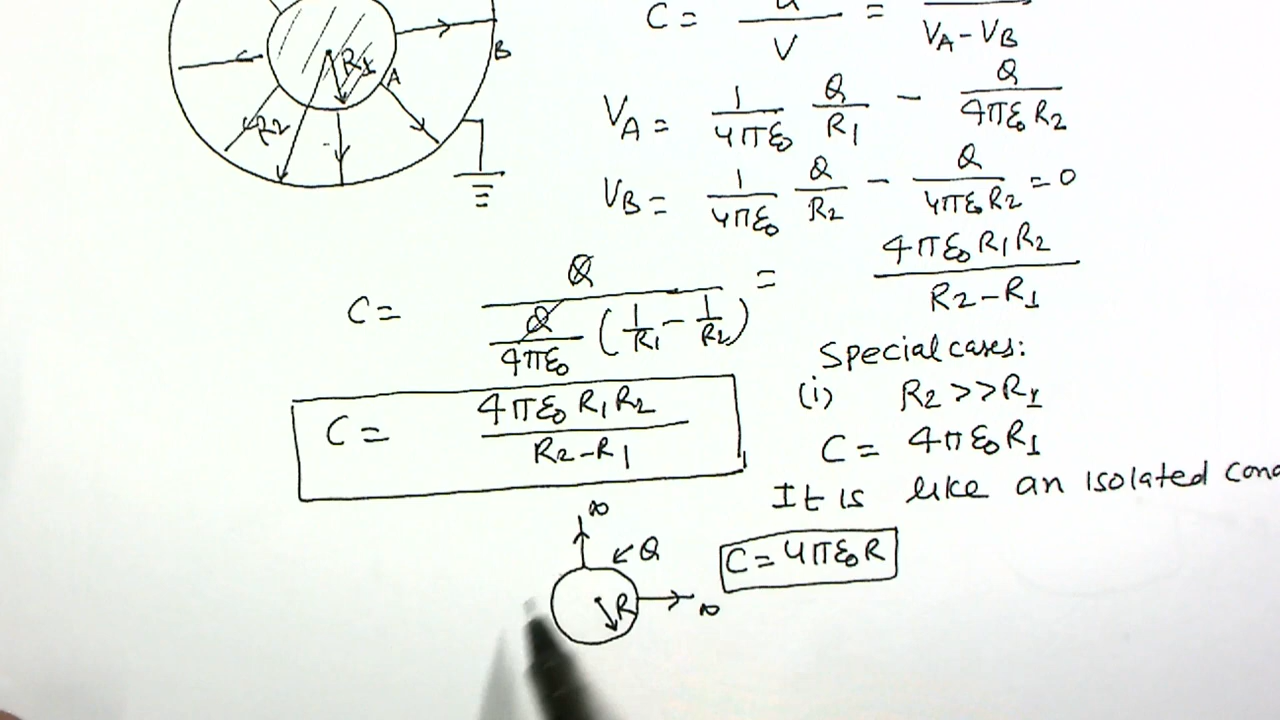 C = Q/V = /(VA - VB)
R1 A B R2
VA = 1/(4πε0) Q/R1 - Q/(4πε0 R2)
VB = 1/(4πε0) Q/R2 - Q/(4πε0 R2) = 0
C = Q/(Q/(4πε0) (1/R1 - 1/R2)) = 4πε0 R1 R2/(R2 - R1)
C = 4πε0 R1 R2/(R2 - R1)
Special cases:
(i) R2 >> R1
C = 4πε0 R1
It is like an isolated
∞ Q R ∞
C = 4πε0 R